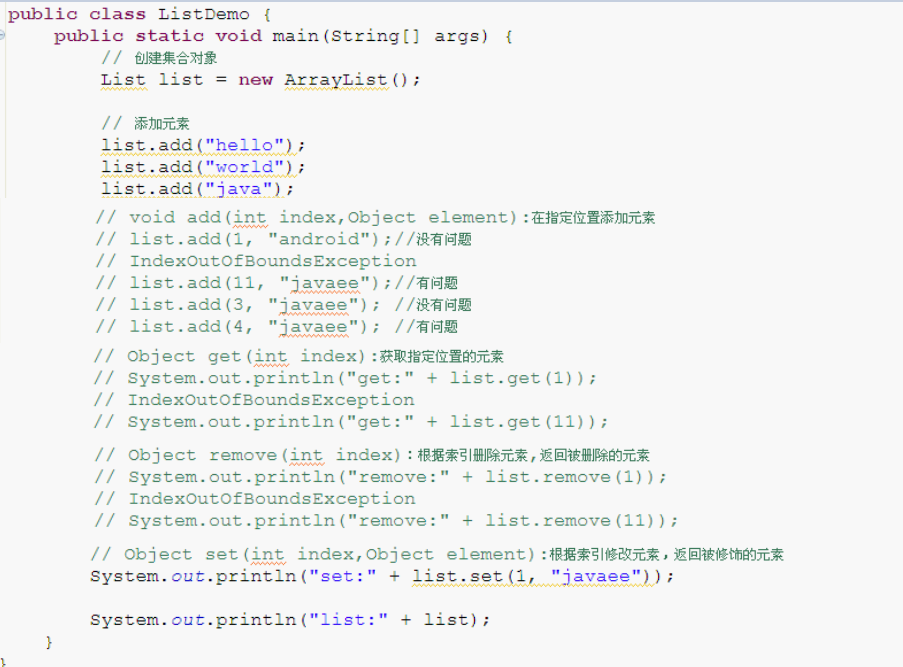 public class ListDemo {
public static void main(String[] args) {
// 创建集合对象
List list = new ArrayList();
// 添加元素
list.add("hello");
list.add("world");
list.add("java");
// void add(int index,Object element):在指定位置添加元素
// list.add(1, "android");//没有问题
// IndexOutOfBoundsException
// list.add(11, "javaee");//有问题
// list.add(3, "javaee"); //没有问题
// list.add(4, "javaee"); //有问题
// Object get(int index):获取指定位置的元素
// System.out.println("get:" + list.get(1));
// IndexOutOfBoundsException
// System.out.println("get:" + list.get(11));
// Object remove(int index):根据索引删除元素,返回被删除的元素
// System.out.println("remove:" + list.remove(1));
// IndexOutOfBoundsException
// System.out.println("remove:" + list.remove(11));
// Object set(int index,Object element):根据索引修改元素，返回被修饰的元素
System.out.println("set:" + list.set(1, "javaee"));
System.out.println("list:" + list);
}
}